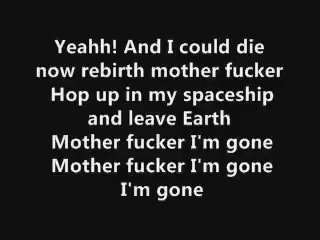 Yeahh! And I could die
now rebirth mother fucker
Hop up in my spaceship
and leave Earth
Mother fucker I'm gone
Mother fucker I'm gone
I'm gone